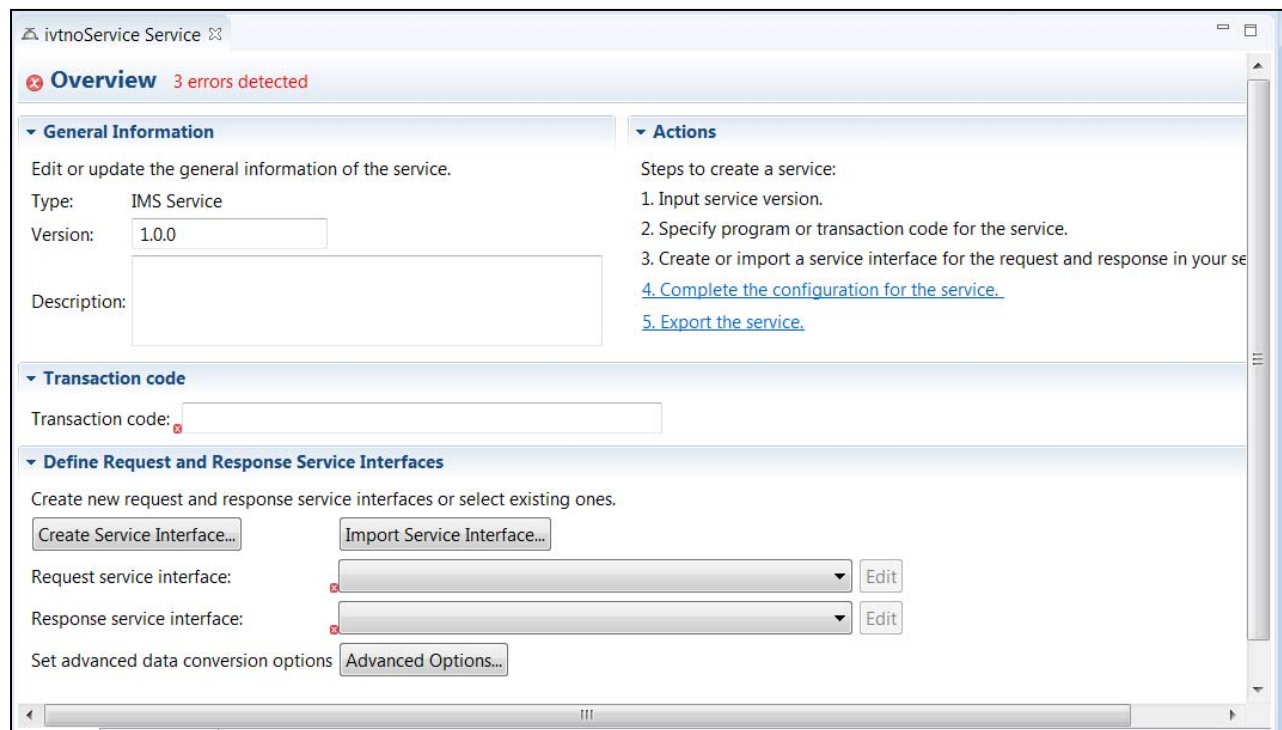 ivtnoService Service
Overview 3 errors detected
General Information
Edit or update the general information of the service.
Type: IMS Service
Version: 1.0.0
Description:
Actions
Steps to create a service:
1. Input service version.
2. Specify program or transaction code for the service.
3. Create or import a service interface for the request and response in your se
4. Complete the configuration for the service.
5. Export the service.
Transaction code
Transaction code:
Define Request and Response Service Interfaces
Create new request and response service interfaces or select existing ones.
Create Service Interface... Import Service Interface...
Request service interface: Edit
Response service interface: Edit
Set advanced data conversion options Advanced Options...